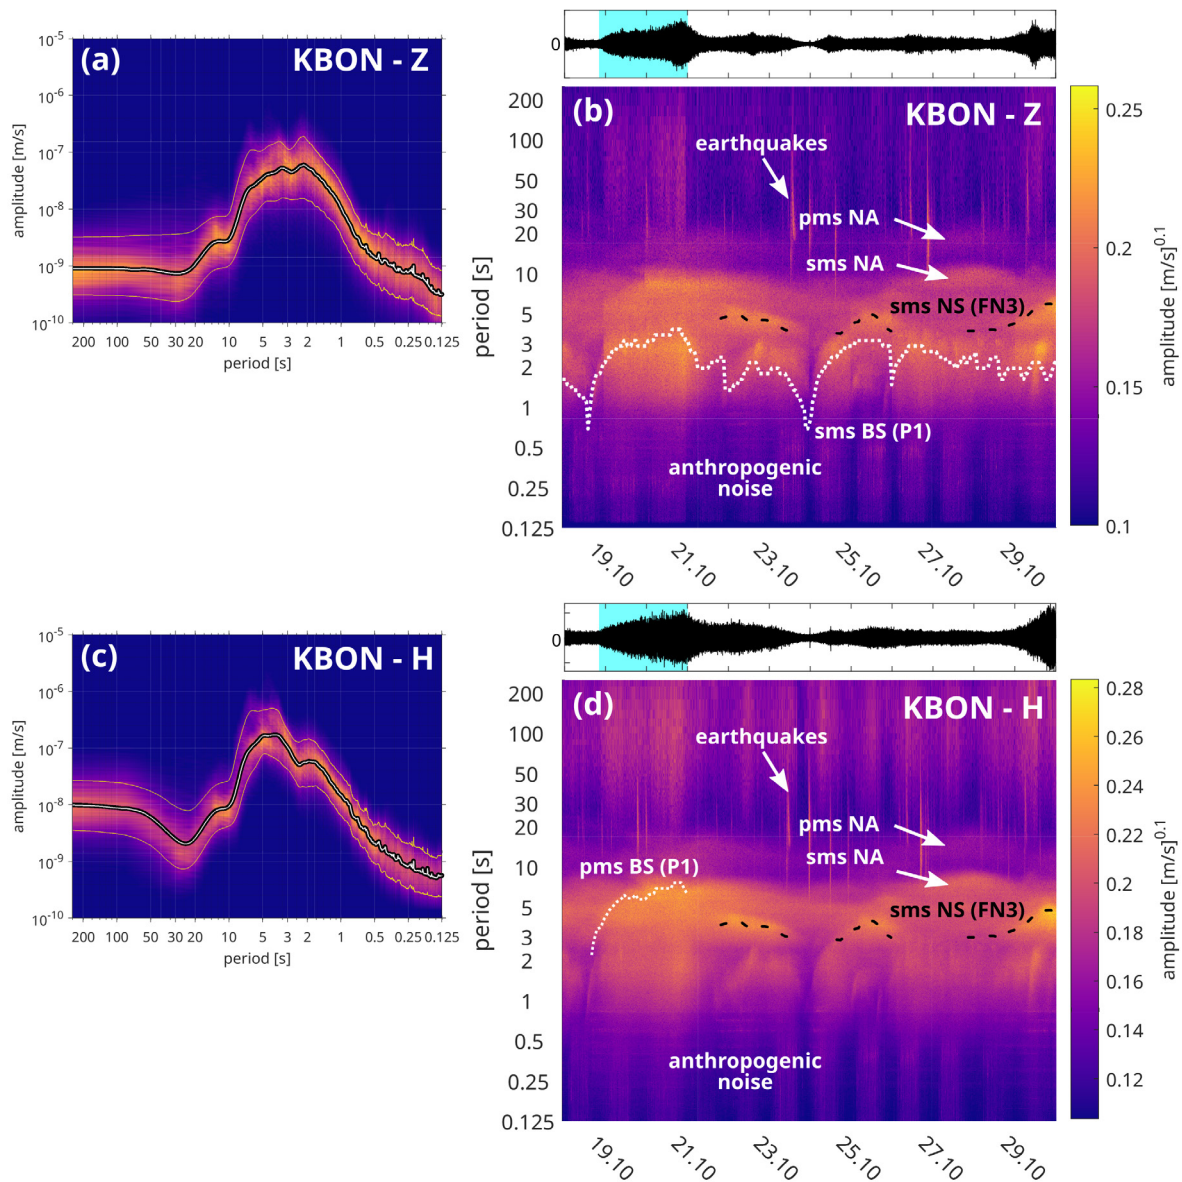 (a) KBON - Z
10-5
10-6
10-7
10-8
10-9
10-10
amplitude [m/s]
200 100 50 30 20 10 5 3 2 1 0.5 0.25 0.125
period [s]
0
(b) KBON - Z
earthquakes
pms NA
sms NA
sms NS (FN3)
sms BS (P1)
anthropogenic
noise
200
100
50
30
20
10
5
3
2
1
0.5
0.25
0.125
period [s]
19.10 21.10 23.10 25.10 27.10 29.10
0.25
0.2
0.15
0.1
amplitude [m/s]0.1
(c) KBON - H
10-5
10-6
10-7
10-8
10-9
10-10
amplitude [m/s]
200 100 50 30 20 10 5 3 2 1 0.5 0.25 0.125
period [s]
0
(d) KBON - H
earthquakes
pms NA
sms NA
pms BS (P1)
sms NS (FN3)
anthropogenic
noise
200
100
50
30
20
10
5
3
2
1
0.5
0.25
0.125
period [s]
19.10 21.10 23.10 25.10 27.10 29.10
0.28
0.26
0.24
0.22
0.2
0.18
0.16
0.14
0.12
amplitude [m/s]0.1